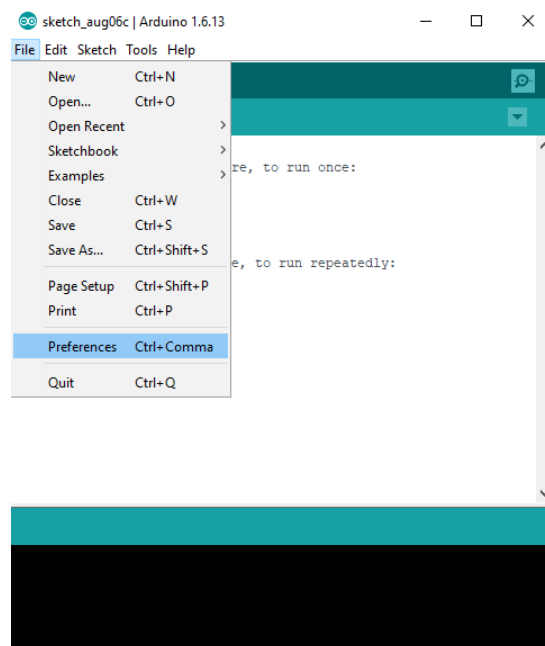 sketch_aug06c | Arduino 1.6.13
File Edit Sketch Tools Help
New Ctrl+N
Open... Ctrl+O
Open Recent
Sketchbook
re, to run once:
Examples
Close Ctrl+W
Save Ctrl+S
Save As... Ctrl+Shift+S
e, to run repeatedly:
Page Setup Ctrl+Shift+P
Print Ctrl+P
Preferences Ctrl+Comma
Quit Ctrl+Q